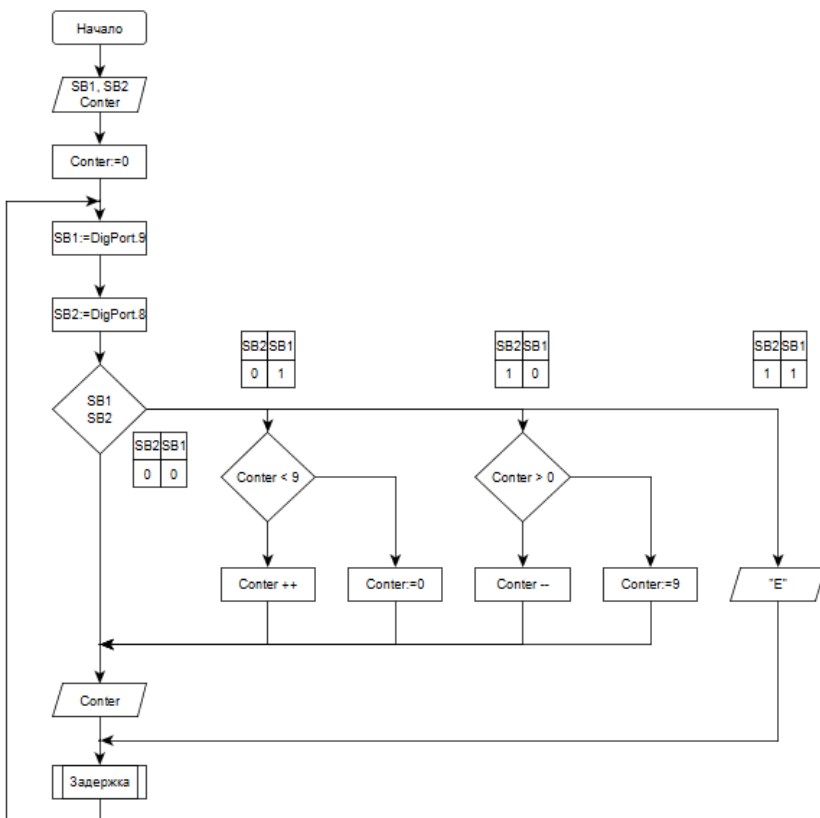 Начало
SB1, SB2
Conter
Conter:=0
SB1:=DigPort.9
SB2:=DigPort.8
SB1
SB2
SB2 SB1
0 0
SB2 SB1
0 1
SB2 SB1
1 0
SB2 SB1
1 1
Conter < 9
Conter > 0
Conter ++
Conter:=0
Conter --
Conter:=9
"E"
Conter
Задержка